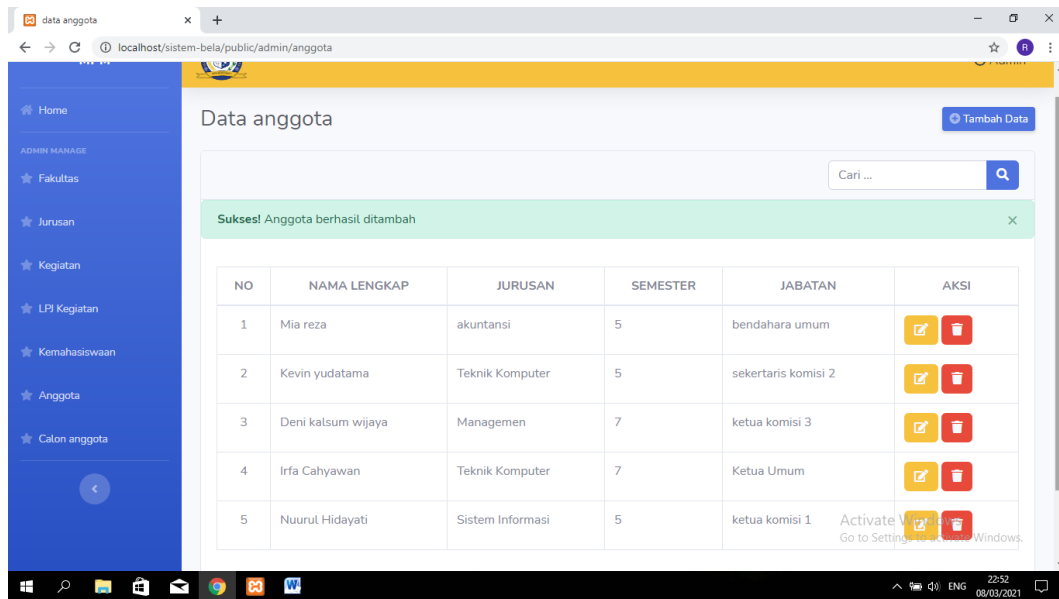 data anggota
localhost/sistem-bela/public/admin/anggota
R
Admin
Home
Data anggota
Tambah Data
ADMIN MANAGE
Fakultas
Cari ...
Jurusan
Sukses! Anggota berhasil ditambah
Kegiatan
LPJ Kegiatan
Kemahasiswaan
Anggota
Calon anggota
NO NAMA LENGKAP JURUSAN SEMESTER JABATAN AKSI
1 Mia reza akuntansi 5 bendahara umum
2 Kevin yudatama Teknik Komputer 5 sekertaris komisi 2
3 Deni kalsum wijaya Managemen 7 ketua komisi 3
4 Irfa Cahyawan Teknik Komputer 7 Ketua Umum
5 Nuurul Hidayati Sistem Informasi 5 ketua komisi 1
Activate Windows
Go to Settings to activate Windows.
ENG
22:52
08/03/2021